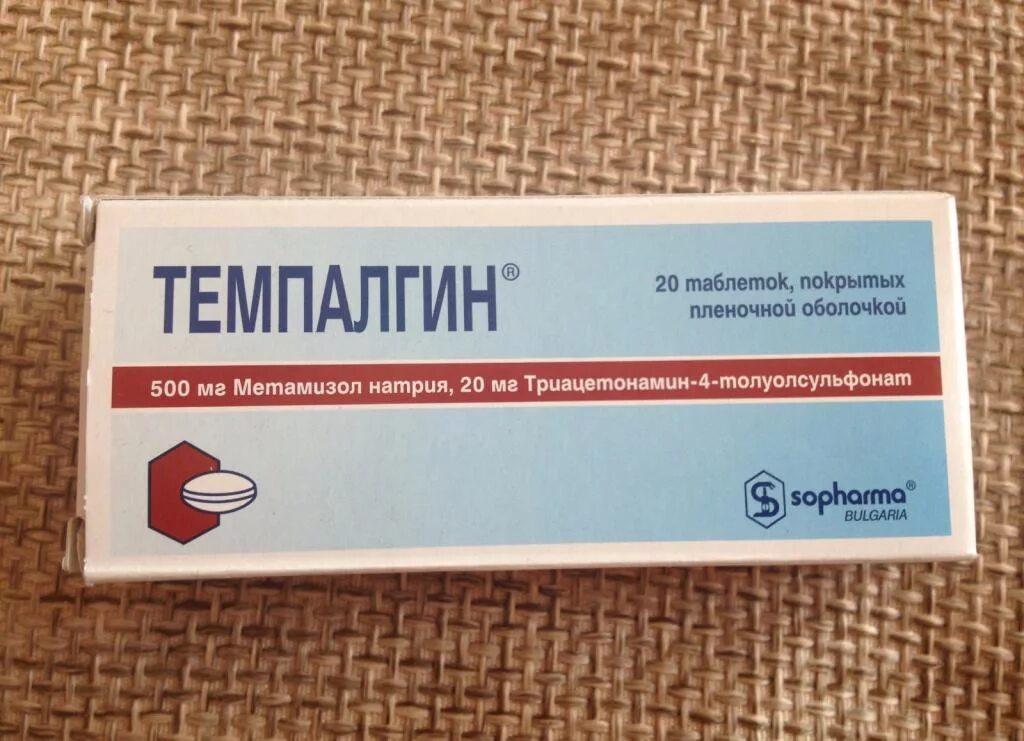 ТЕМПАЛГИН®
20 таблеток, покрытых
пленочной оболочкой
500 мг Метамизол натрия, 20 мг Триацетонамин-4-толуолсульфонат
sopharma®
BULGARIA